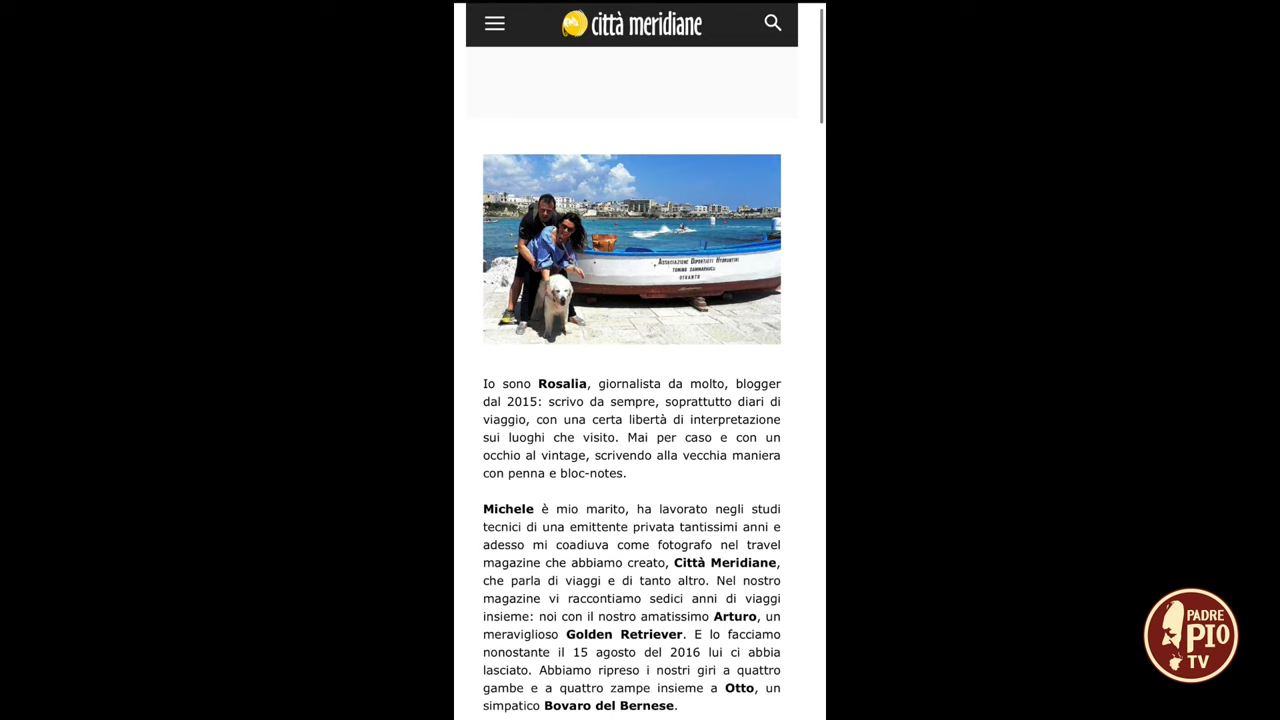 città meridiane
ASSOCIAZIONE DIPORTISTI HYDRUNTINI
OTRANTO
Io sono Rosalia, giornalista da molto, blogger
dal 2015: scrivo da sempre, soprattutto diari di
viaggio, con una certa libertà di interpretazione
sui luoghi che visito. Mai per caso e con un
occhio al vintage, scrivendo alla vecchia maniera
con penna e bloc-notes.
Michele è mio marito, ha lavorato negli studi
tecnici di una emittente privata tantissimi anni e
adesso mi coadiuva come fotografo nel travel
magazine che abbiamo creato, Città Meridiane,
che parla di viaggi e di tanto altro. Nel nostro
magazine vi raccontiamo sedici anni di viaggi
insieme: noi con il nostro amatissimo Arturo, un
meraviglioso Golden Retriever. E lo facciamo
nonostante il 15 agosto del 2016 lui ci abbia
lasciato. Abbiamo ripreso i nostri giri a quattro
gambe e a quattro zampe insieme a Otto, un
simpatico Bovaro del Bernese.
PADRE
PIO
TV